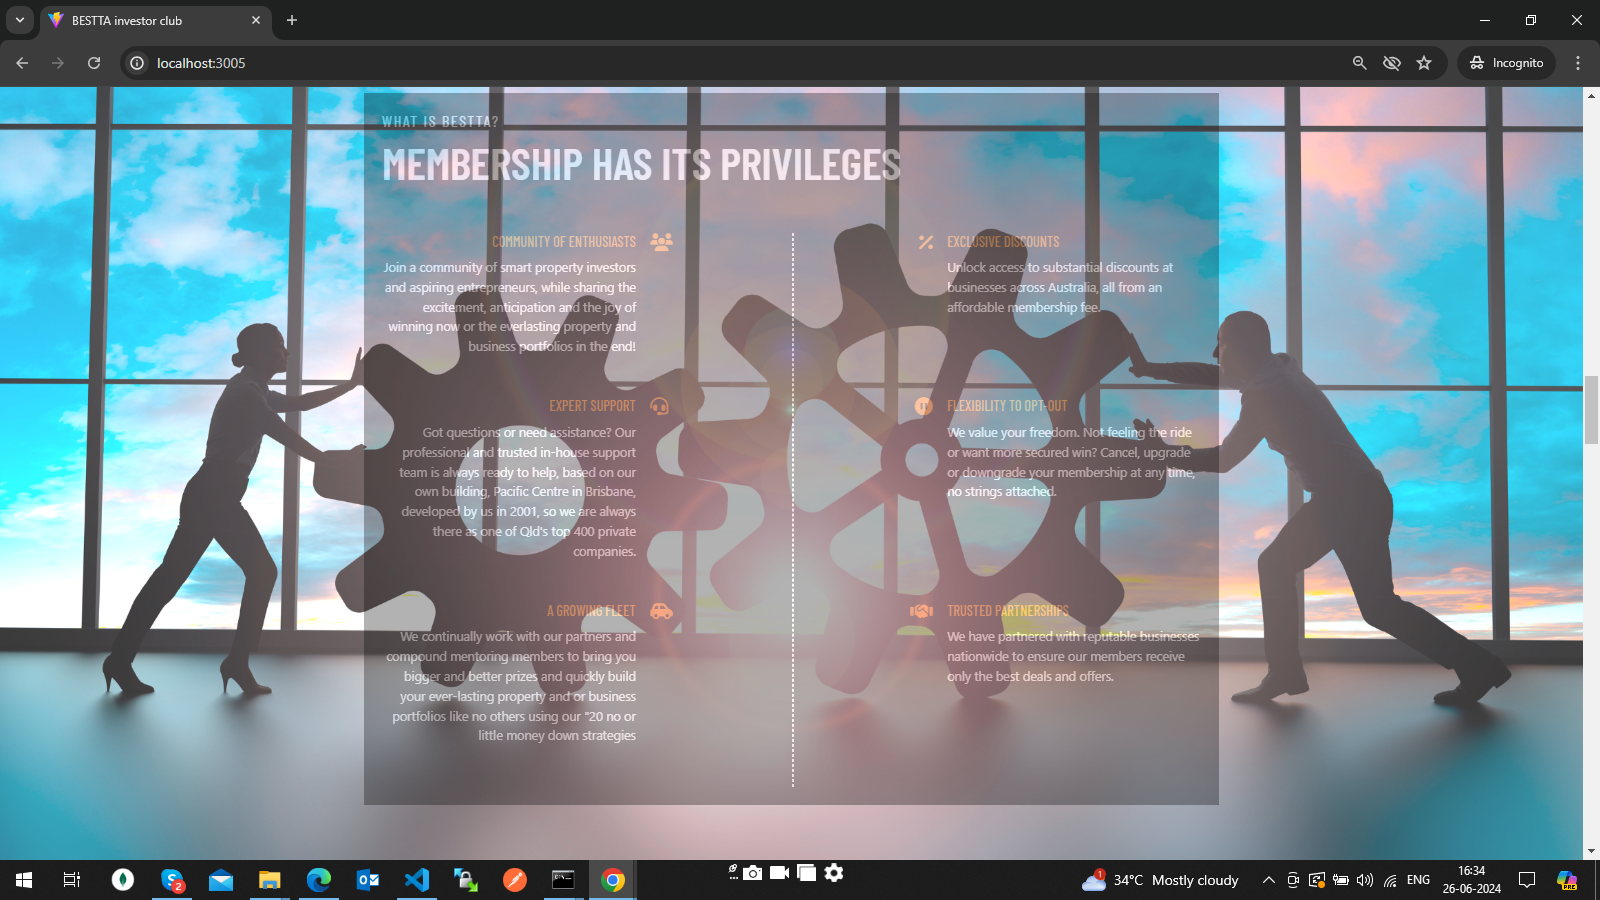 BESTTA investor club
localhost:3005
Incognito
WHAT IS BESTTA?
MEMBERSHIP HAS ITS PRIVILEGES
COMMUNITY OF ENTHUSIASTS
Join a community of smart property investors
and aspiring entrepreneurs, while sharing the
excitement, anticipation and the joy of
winning now or the everlasting property and
business portfolios in the end!
EXPERT SUPPORT
Got questions or need assistance? Our
professional and trusted in-house support
team is always ready to help, based on our
own building, Pacific Centre in Brisbane,
developed by us in 2001, so we are always
there as one of Qld's top 400 private
companies.
A GROWING FLEET
We continually work with our partners and
compound mentoring members to bring you
bigger and better prizes and quickly build
your ever-lasting property and or business
portfolios like no others using our "20 no or
little money down strategies
EXCLUSIVE DISCOUNTS
Unlock access to substantial discounts at
businesses across Australia, all from an
affordable membership fee.
FLEXIBILITY TO OPT-OUT
We value your freedom. Not feeling the ride
or want more secured win? Cancel, upgrade
or downgrade your membership at any time,
no strings attached.
TRUSTED PARTNERSHIPS
We have partnered with reputable businesses
nationwide to ensure our members receive
only the best deals and offers.
2
1
34°C Mostly cloudy
ENG
16:34
26-06-2024
PRE